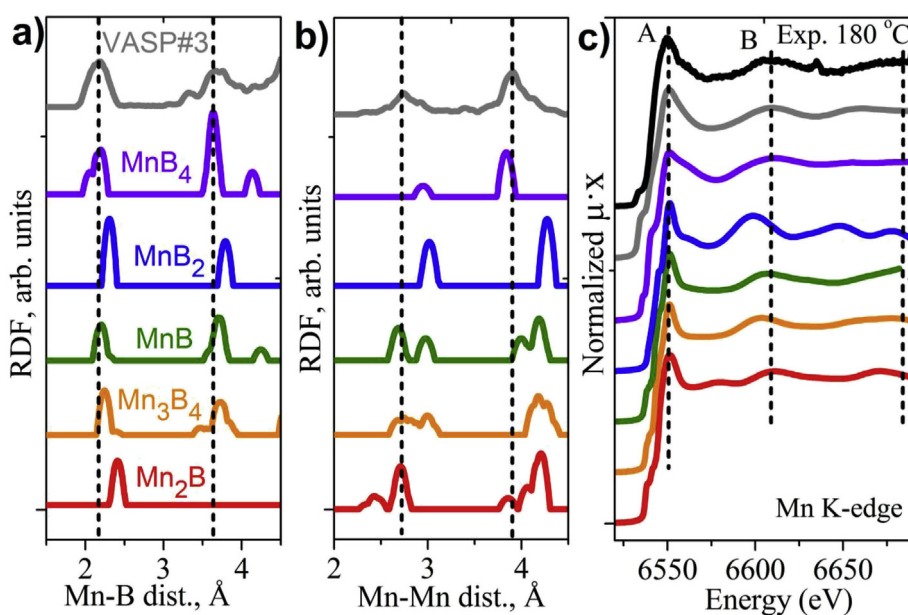 a)
VASP#3
MnB4
MnB2
MnB
Mn3B4
Mn2B
RDF, arb. units
2 3 4
Mn-B dist., Å
b)
RDF, arb. units
2 3 4
Mn-Mn dist., Å
c)
A
B
Exp. 180 °C
Normalized μ·x
Mn K-edge
6550 6600 6650
Energy (eV)